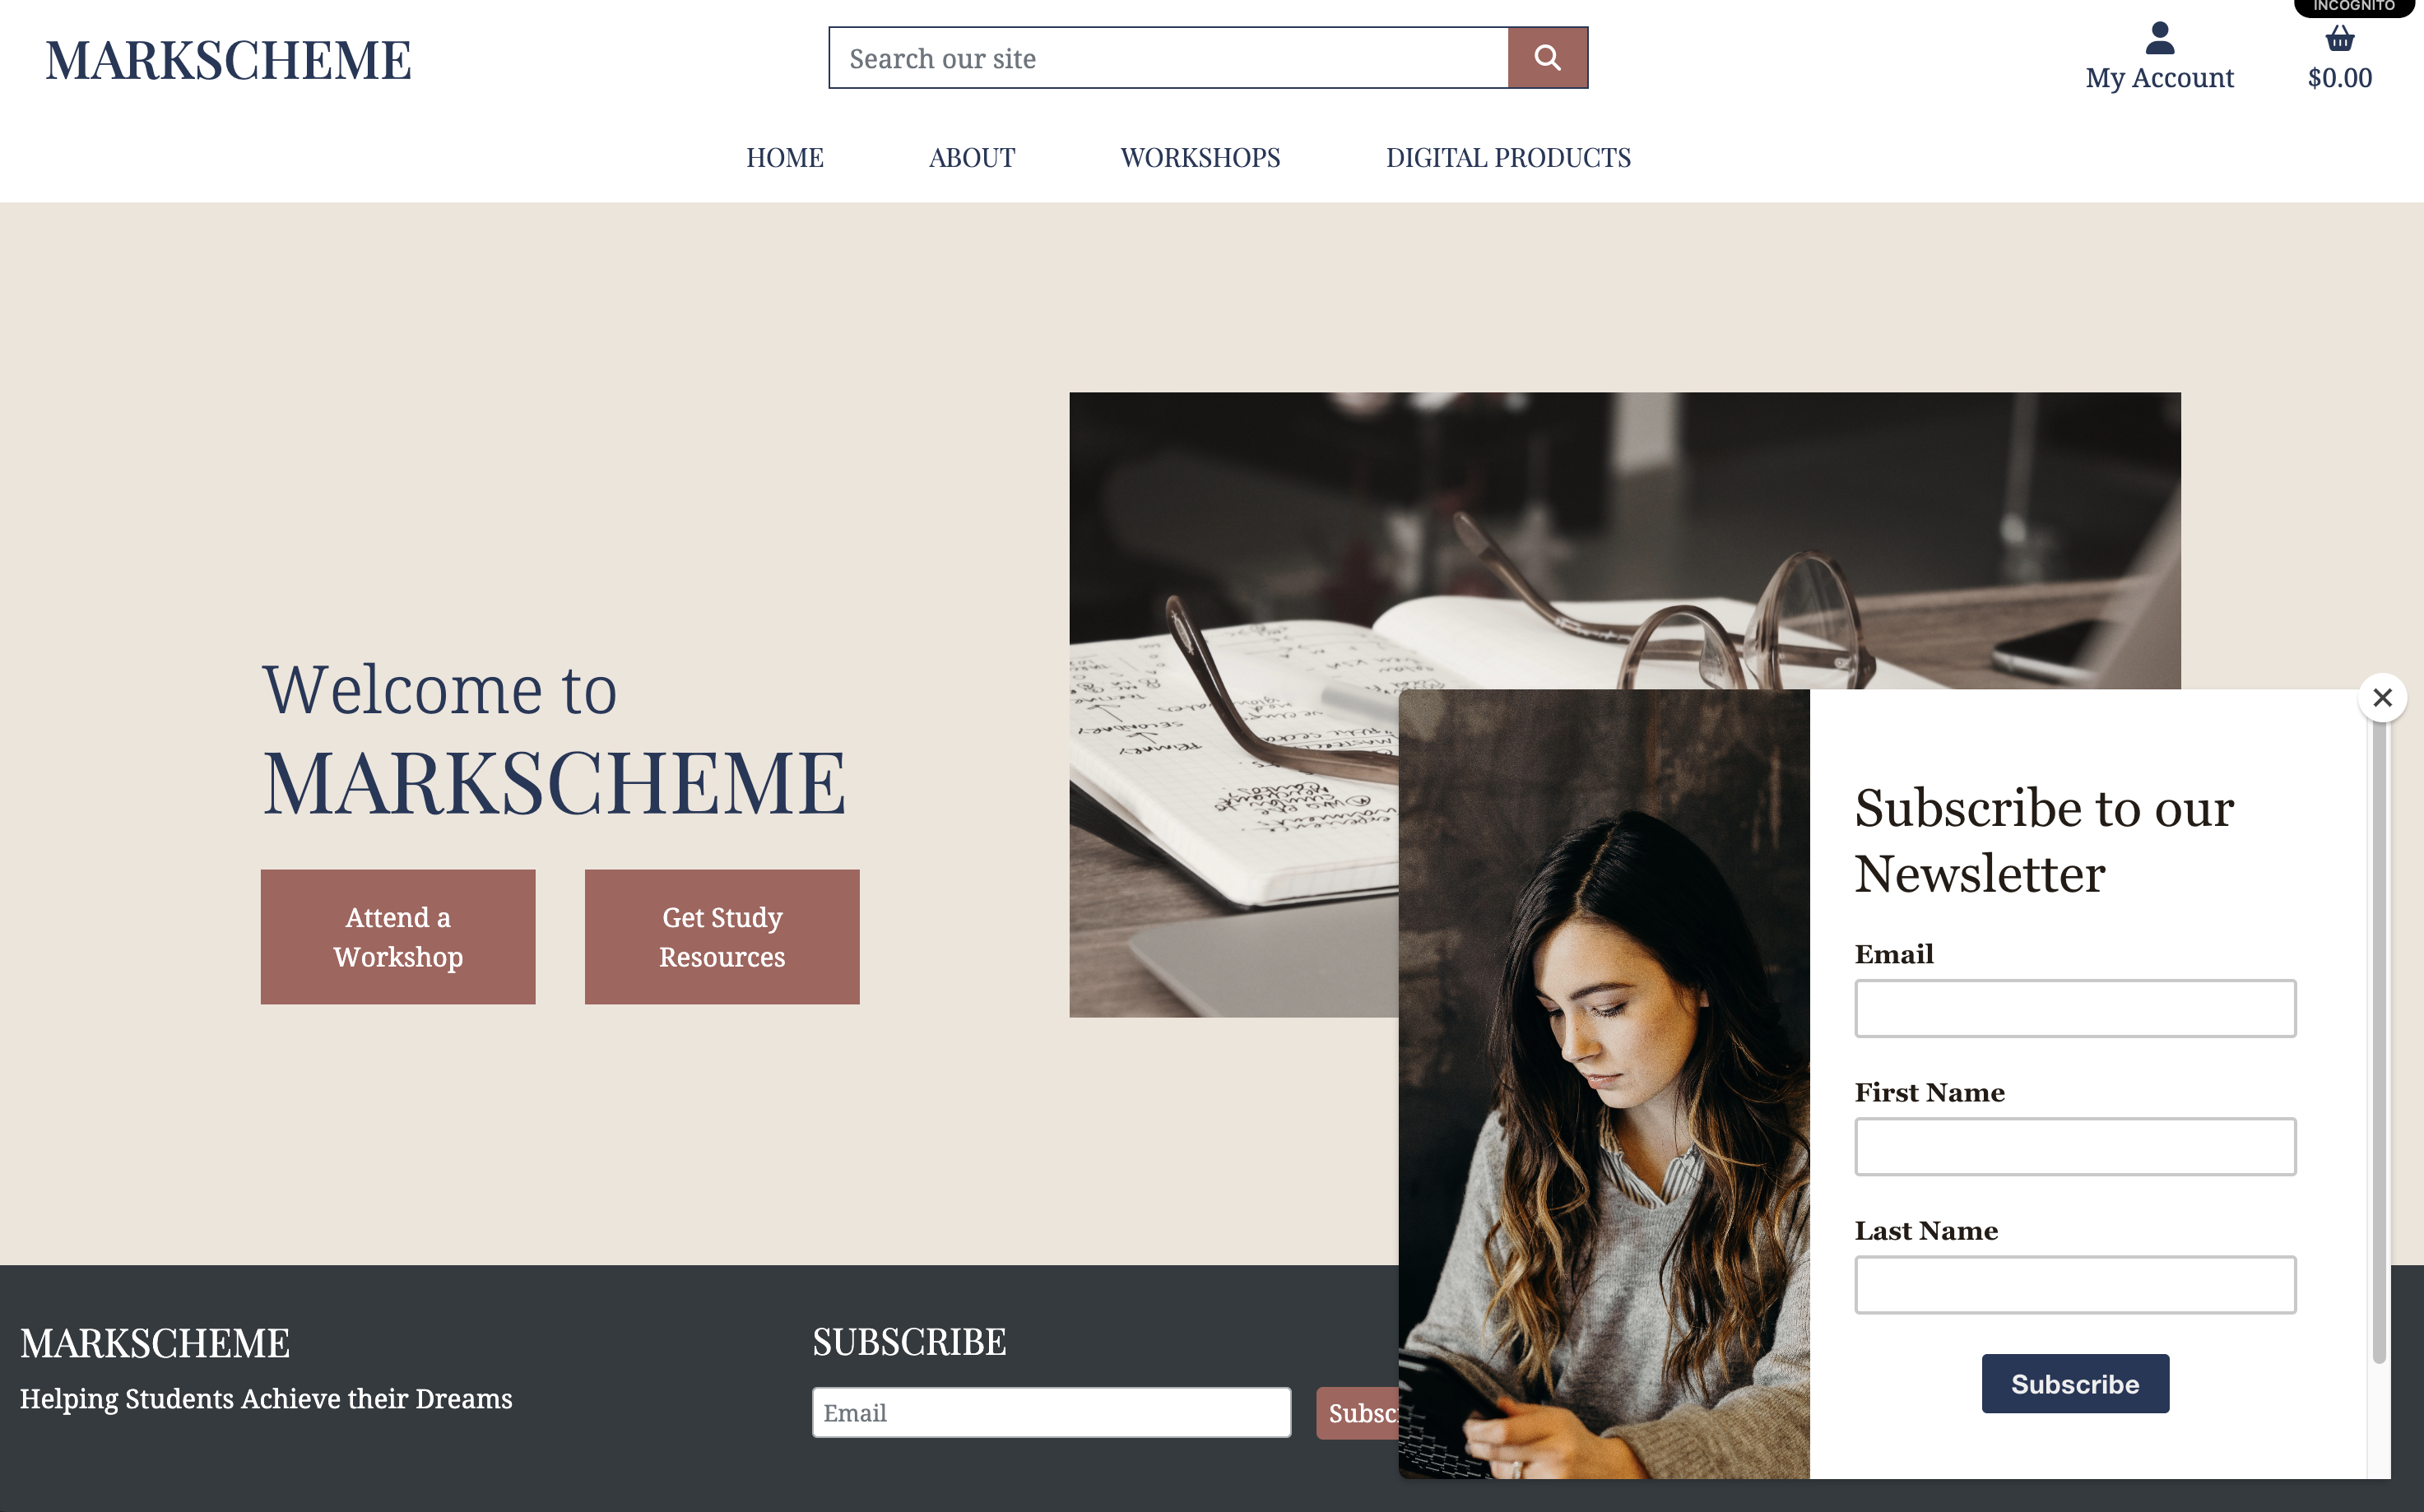 INCOGNITO
MARKSCHEME
Search our site
My Account
$0.00
HOME ABOUT WORKSHOPS DIGITAL PRODUCTS
Welcome to
MARKSCHEME
Attend a
Workshop
Get Study
Resources
Subscribe to our
Newsletter
Email
First Name
Last Name
Subscribe
MARKSCHEME
Helping Students Achieve their Dreams
SUBSCRIBE
Email